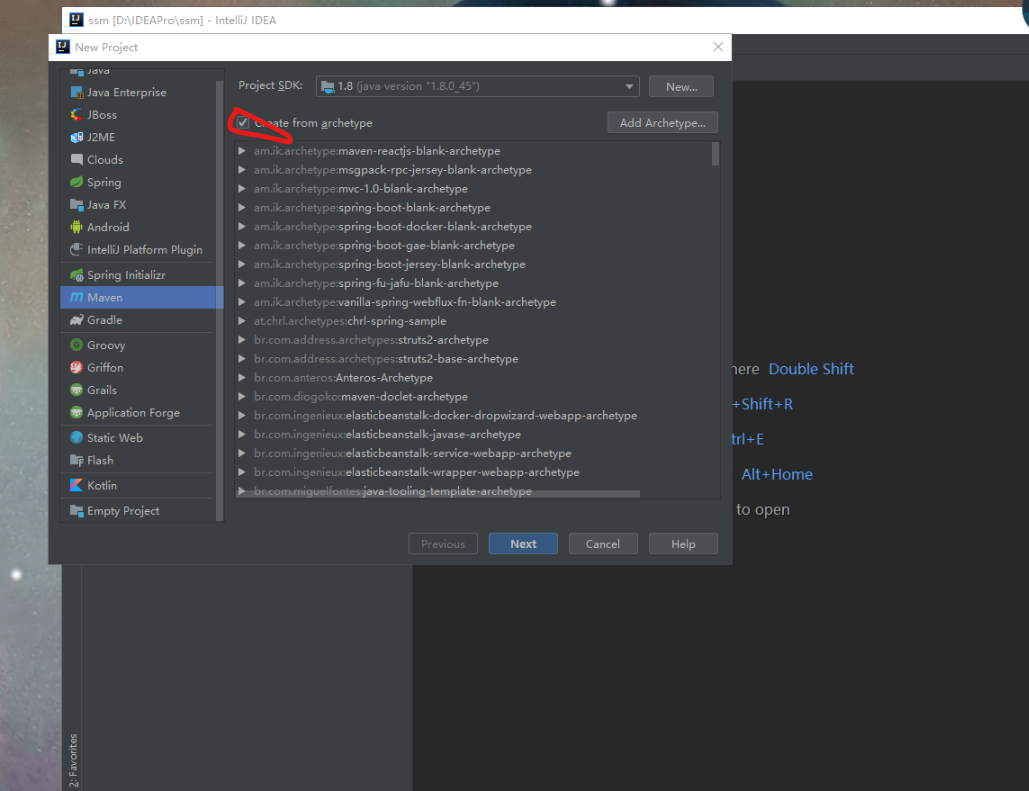 ssm [D:\IDEAPro\ssm] - IntelliJ IDEA
New Project
Java
Java Enterprise
JBoss
J2ME
Clouds
Spring
Java FX
Android
IntelliJ Platform Plugin
Spring Initializr
Maven
Gradle
Groovy
Griffon
Grails
Application Forge
Static Web
Flash
Kotlin
Empty Project
Project SDK: 1.8 (java version "1.8.0_45") New...
Create from archetype Add Archetype...
am.ik.archetype:maven-reactjs-blank-archetype
am.ik.archetype:msgpack-rpc-jersey-blank-archetype
am.ik.archetype:mvc-1.0-blank-archetype
am.ik.archetype:spring-boot-blank-archetype
am.ik.archetype:spring-boot-docker-blank-archetype
am.ik.archetype:spring-boot-gae-blank-archetype
am.ik.archetype:spring-boot-jersey-blank-archetype
am.ik.archetype:spring-fu-jafu-blank-archetype
am.ik.archetype:vanilla-spring-webflux-fn-blank-archetype
at.chrl.archetypes:chrl-spring-sample
br.com.address.archetypes:struts2-archetype
br.com.address.archetypes:struts2-base-archetype
br.com.anteros:Anteros-Archetype
br.com.diogoko:maven-doclet-archetype
br.com.ingenieux:elasticbeanstalk-docker-dropwizard-webapp-archetype
br.com.ingenieux:elasticbeanstalk-javase-archetype
br.com.ingenieux:elasticbeanstalk-service-webapp-archetype
br.com.ingenieux:elasticbeanstalk-wrapper-webapp-archetype
br.com.miguelfontes:java-tooling-template-archetype
Previous Next Cancel Help
here Double Shift
+Shift+R
trl+E
Alt+Home
to open
2: Favorites